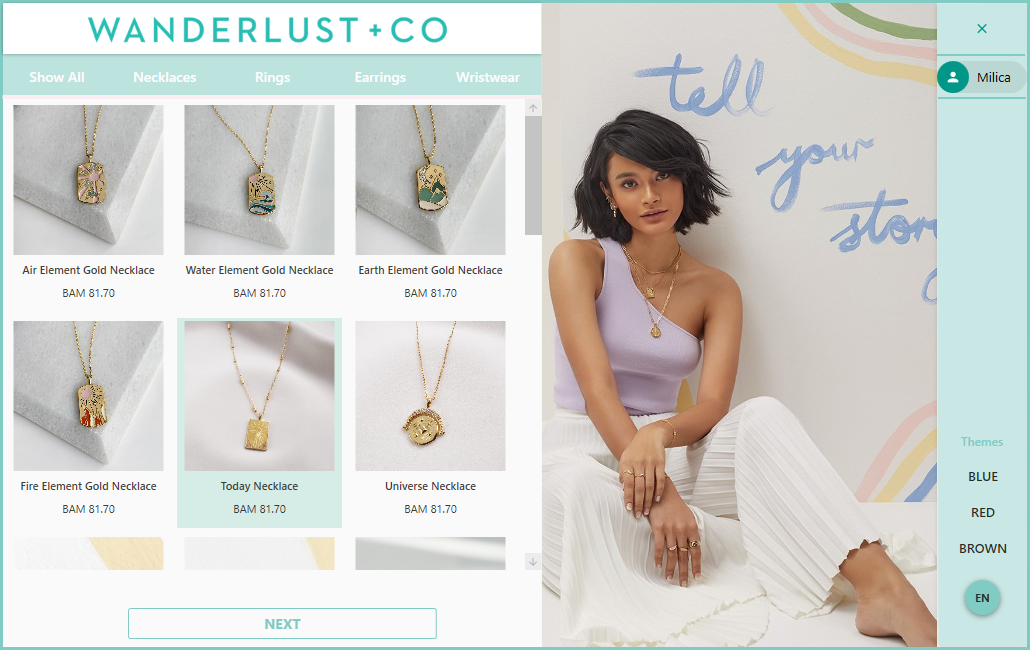 WANDERLUST + CO
Show All
Necklaces
Rings
Earrings
Wristwear
Air Element Gold Necklace
BAM 81.70
Water Element Gold Necklace
BAM 81.70
Earth Element Gold Necklace
BAM 81.70
Fire Element Gold Necklace
BAM 81.70
Today Necklace
BAM 81.70
Universe Necklace
BAM 81.70
NEXT
tell
your
stor
Milica
Themes
BLUE
RED
BROWN
EN